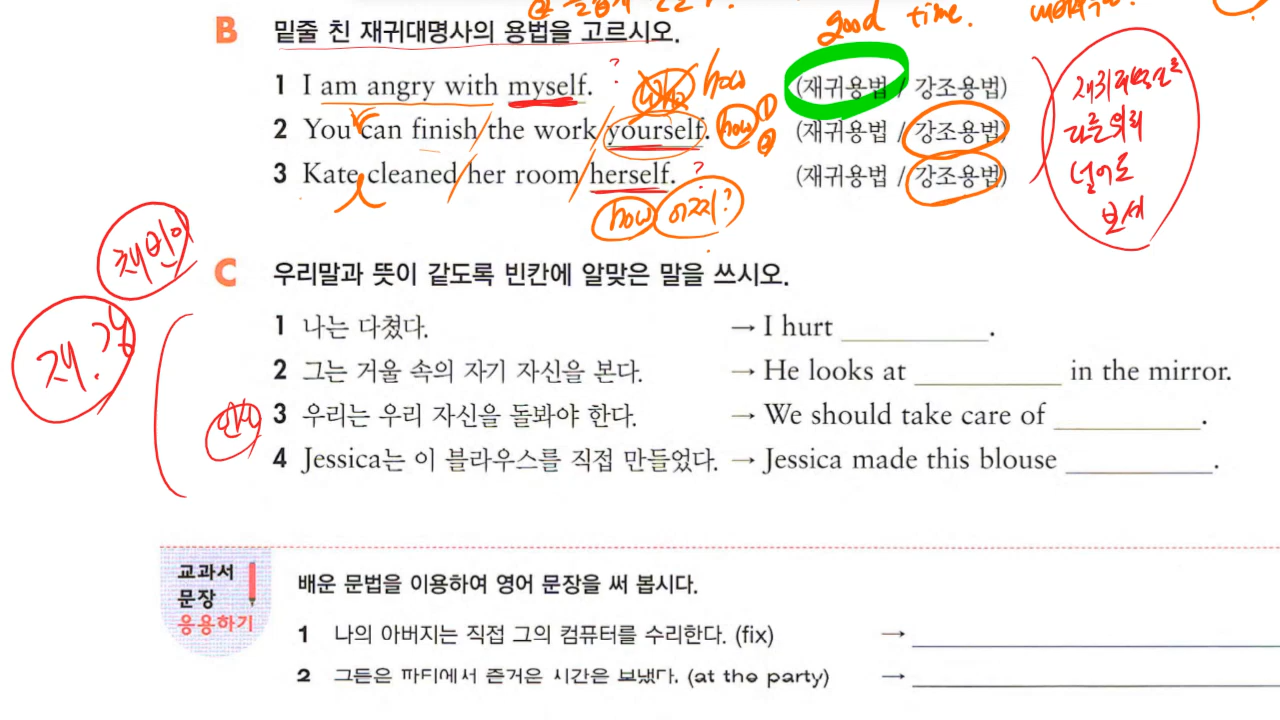 good time.
B 밑줄 친 재귀대명사의 용법을 고르시오.
1 I am angry with myself. ? how (재귀용법 / 강조용법)
2 You can finish / the work / yourself. how ① ② (재귀용법 / 강조용법)
3 Kate cleaned / her room / herself. ? (재귀용법 / 강조용법)
how 어찌?
재귀대명사로
다른의뢰
넣어도
보세
채빈이
C 우리말과 뜻이 같도록 빈칸에 알맞은 말을 쓰시오.
재.강
1 나는 다쳤다. → I hurt ____________.
2 그는 거울 속의 자기 자신을 본다. → He looks at ____________ in the mirror.
3 우리는 우리 자신을 돌봐야 한다. → We should take care of ____________.
4 Jessica는 이 블라우스를 직접 만들었다. → Jessica made this blouse ____________.
교과서
문장
응용하기
배운 문법을 이용하여 영어 문장을 써 봅시다.
1 나의 아버지는 직접 그의 컴퓨터를 수리한다. (fix) →
2 그들은 파티에서 즐거운 시간을 보냈다. (at the party) →